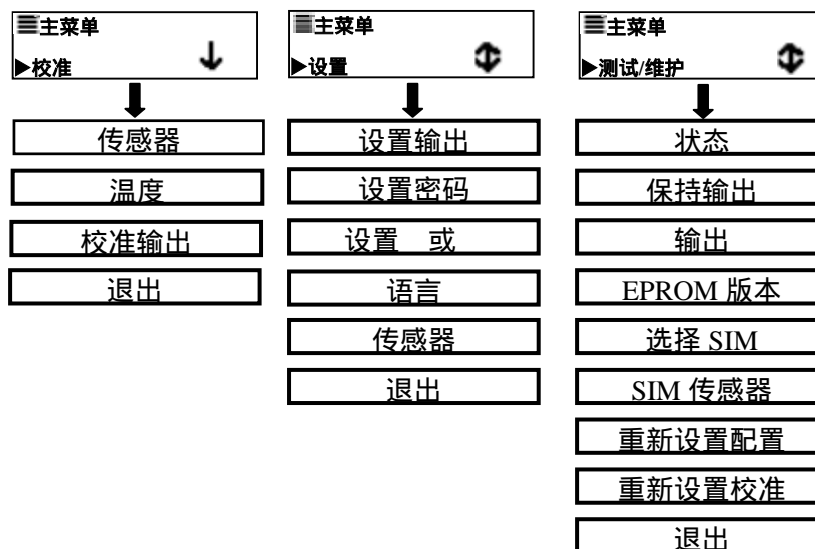 主菜单
▶校准 ↓
传感器
温度
校准输出
退出
主菜单
▶设置
设置输出
设置密码
设置 或
语言
传感器
退出
主菜单
▶测试/维护
状态
保持输出
输出
EPROM 版本
选择 SIM
SIM 传感器
重新设置配置
重新设置校准
退出